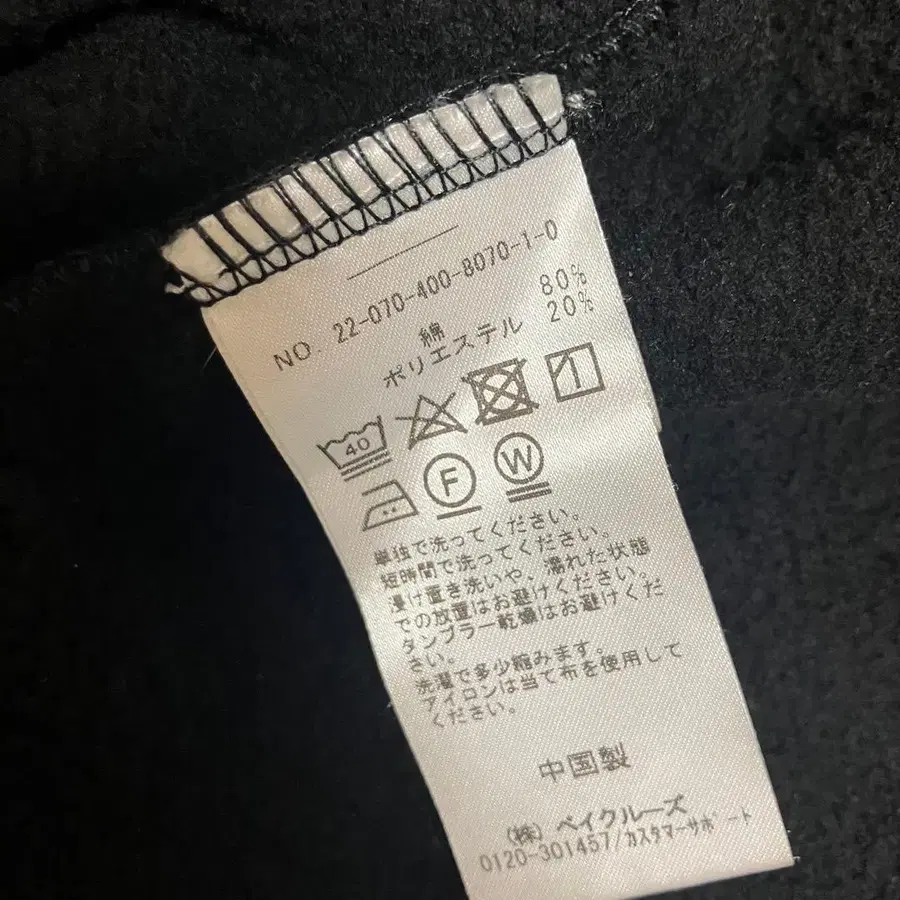 NO. 22-070-400-8070-1-0
綿 80%
ポリエステル 20%
40
F W
単独で洗ってください。
短時間で洗ってください。
浸け置き洗いや、濡れた状態
での放置はお避けください。
タンブラー乾燥はお避けくだ
さい。
洗濯で多少縮みます。
アイロンは当て布を使用して
ください。
中国製
(株) ベイクルーズ
0120-301457/カスタマーサポート